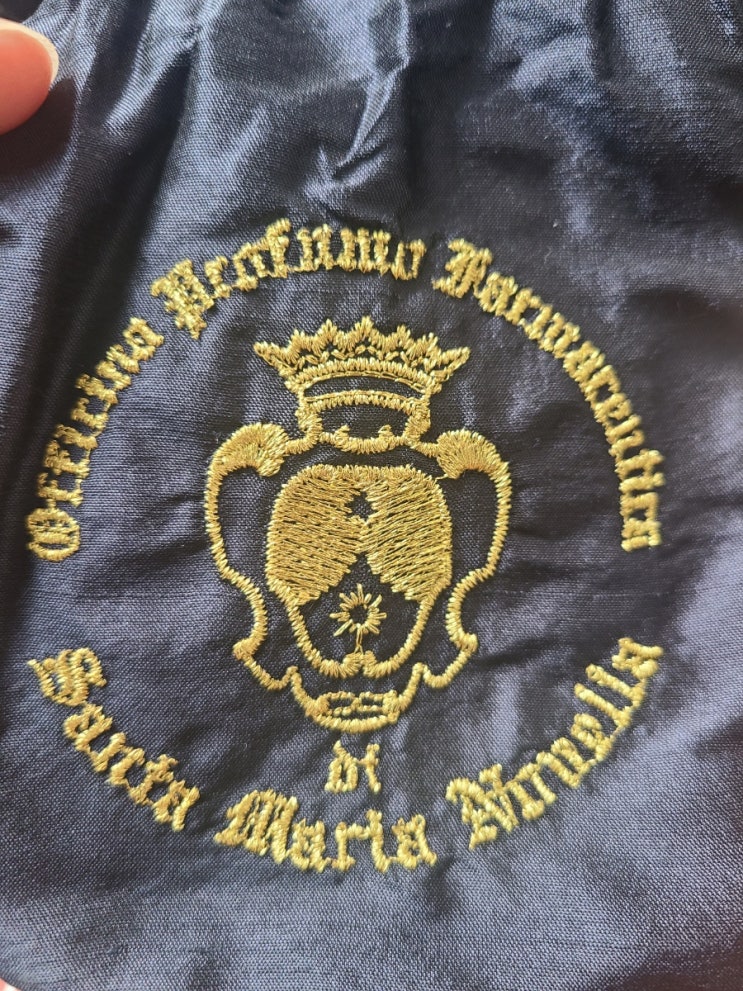 Officina Profumo Farmaceutica
di
Santa Maria Novella